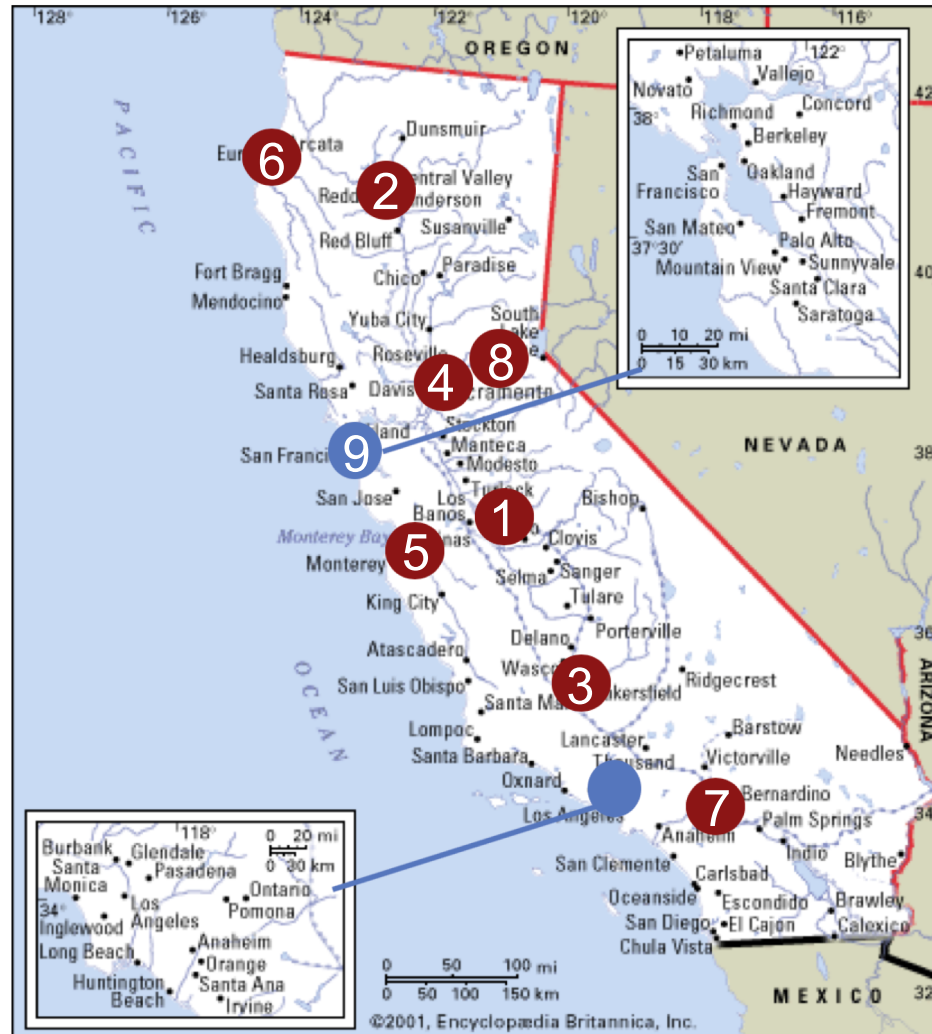 128°
126°
124
122
120°
118°
116°
OREGON
PACIFIC
OCEAN
NEVADA
ARIZONA
MEXICO
42
40
38
36
34
32
Dunsmuir
6
2
Central Valley
Anderson
Susanville
Red Bluff
Chico
Paradise
Fort Bragg
Mendocino
Yuba City
South
Lake
Roseville
8
Healdsburg
4
Santa Rosa
Davis
Sacramento
Stockton
9
Manteca
Modesto
San Jose
Turlock
Los
Banos
1
Bishop
Monterey Bay
5
Monterey
Clovis
Selma
Sanger
King City
Tulare
Porterville
Delano
Atascadero
Wasco
3
Ridgecrest
San Luis Obispo
Lompoc
Lancaster
Barstow
Thousand
Victorville
Needles
Santa Barbara
Oxnard
Los Angeles
7
Bernardino
Anaheim
Palm Springs
Indio
San Clemente
Blythe
Carlsbad
Oceanside
Escondido
Brawley
San Diego
El Cajon
Calexico
Chula Vista
122°
Petaluma
Vallejo
Novato
Concord
38°
Richmond
Berkeley
San
Francisco
Oakland
Hayward
Fremont
San Mateo
37°30'
Palo Alto
Mountain View
Sunnyvale
Santa Clara
Saratoga
0 10 20 mi
0 15 30 km
118°
0 20 mi
0 30 km
Burbank
Glendale
Santa
Monica
Pasadena
Ontario
34°
Los
Angeles
Pomona
Inglewood
Anaheim
Long Beach
Orange
Santa Ana
Huntington
Beach
Irvine
0 50 100 mi
0 50 100 150 km
©2001, Encyclopædia Britannica, Inc.